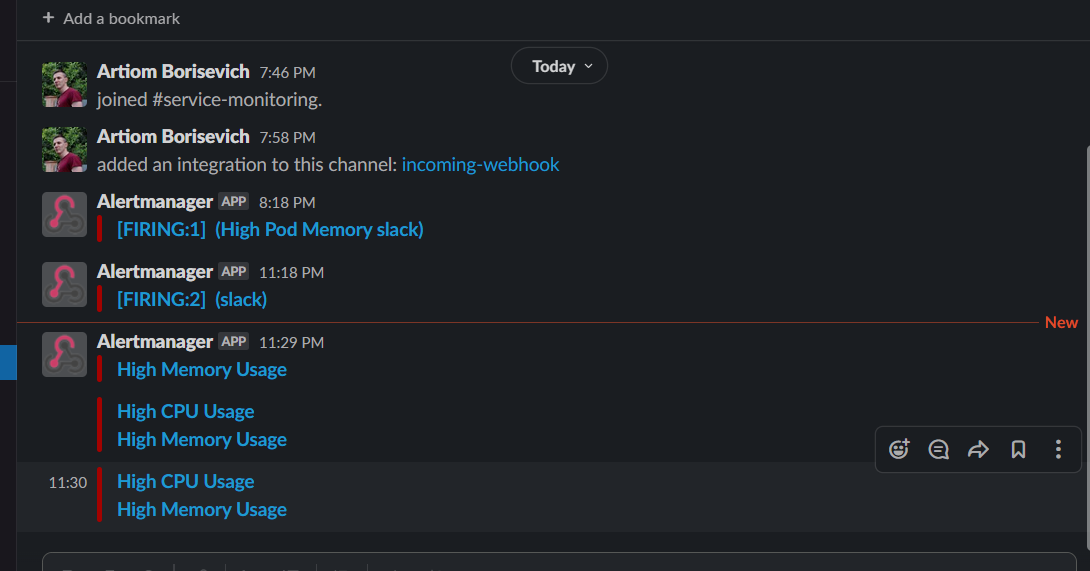 + Add a bookmark
Today
Artiom Borisevich 7:46 PM
joined #service-monitoring.
Artiom Borisevich 7:58 PM
added an integration to this channel: incoming-webhook
Alertmanager APP 8:18 PM
[FIRING:1] (High Pod Memory slack)
Alertmanager APP 11:18 PM
[FIRING:2] (slack)
New
Alertmanager APP 11:29 PM
High Memory Usage
High CPU Usage
High Memory Usage
11:30 High CPU Usage
High Memory Usage